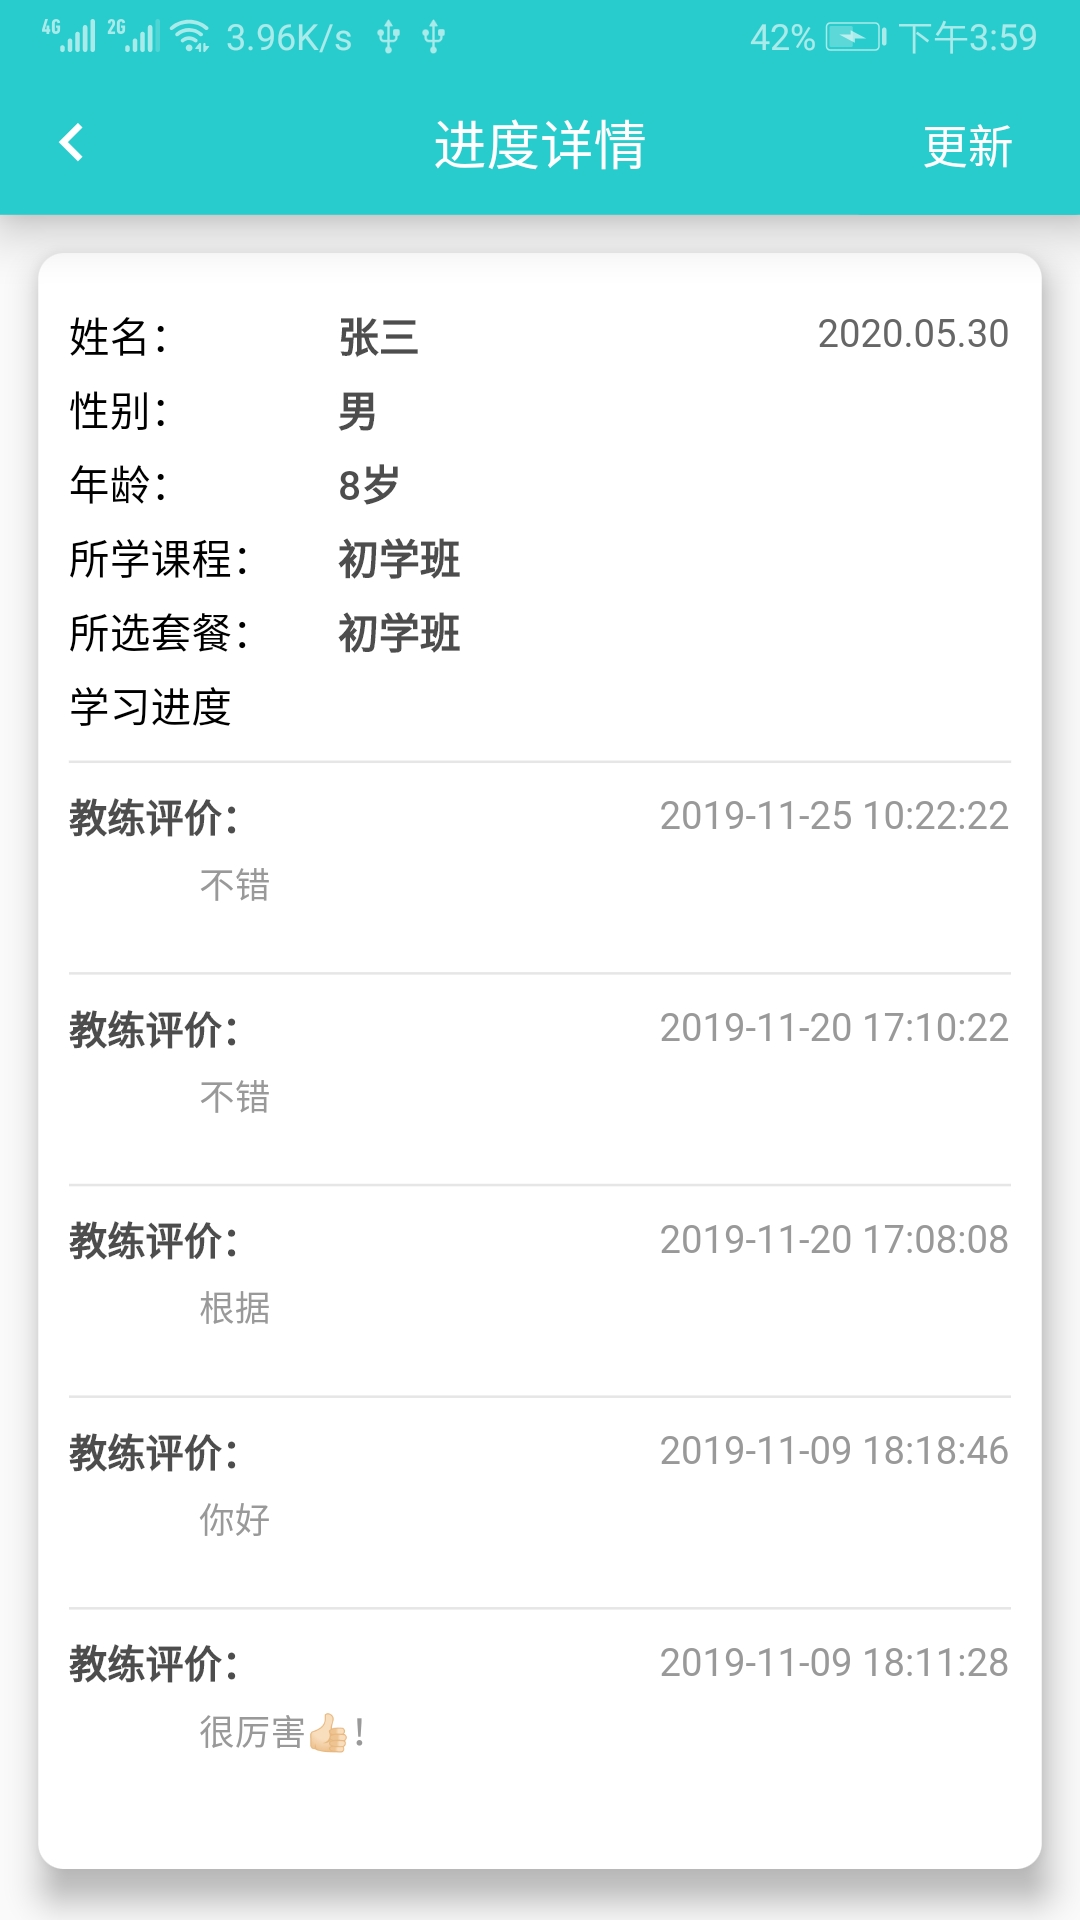 4G 2G 3.96K/s 42% 下午3:59
进度详情 更新
姓名： 张三 2020.05.30
性别： 男
年龄： 8岁
所学课程： 初学班
所选套餐： 初学班
学习进度
教练评价： 2019-11-25 10:22:22
不错
教练评价： 2019-11-20 17:10:22
不错
教练评价： 2019-11-20 17:08:08
根据
教练评价： 2019-11-09 18:18:46
你好
教练评价： 2019-11-09 18:11:28
很厉害👍🏻！